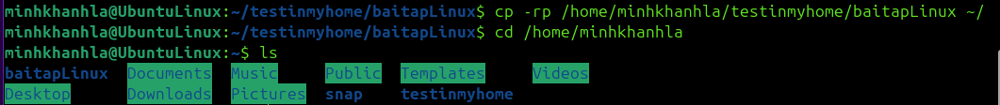 minhkhanhla@UbuntuLinux:~/testinmyhome/baitapLinux$ cp -rp /home/minhkhanhla/testinmyhome/baitapLinux ~/
minhkhanhla@UbuntuLinux:~/testinmyhome/baitapLinux$ cd /home/minhkhanhla
minhkhanhla@UbuntuLinux:~$ ls
baitapLinux  Documents  Music     Public  Templates     Videos
Desktop      Downloads  Pictures  snap    testinmyhome